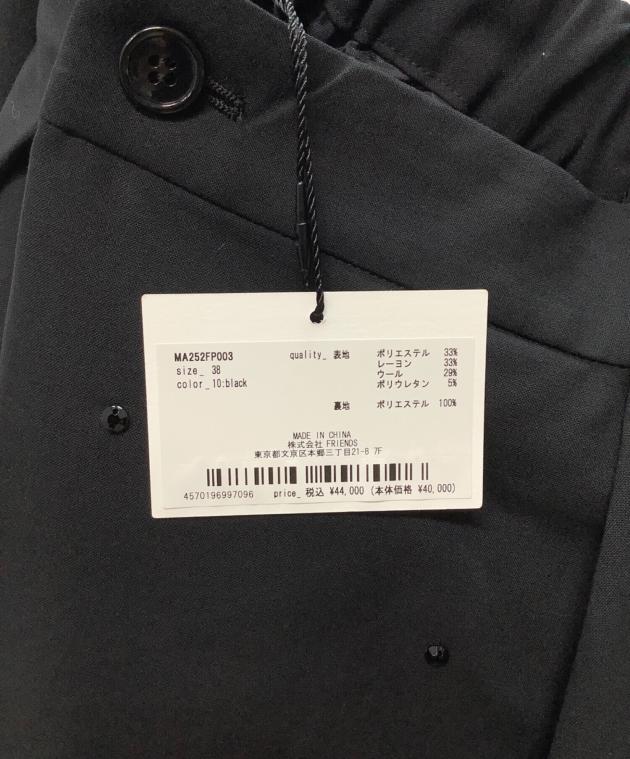 MA252FP003
size_ 38
color_10:black
quality_ 表地 ポリエステル 33%
レーヨン 33%
ウール 29%
ポリウレタン 5%
裏地 ポリエステル 100%
MADE IN CHINA
株式会社 FRIENDS
東京都文京区本郷三丁目21-8 7F
4570196997096 price_ 税込 ¥44,000 (本体価格 ¥40,000)